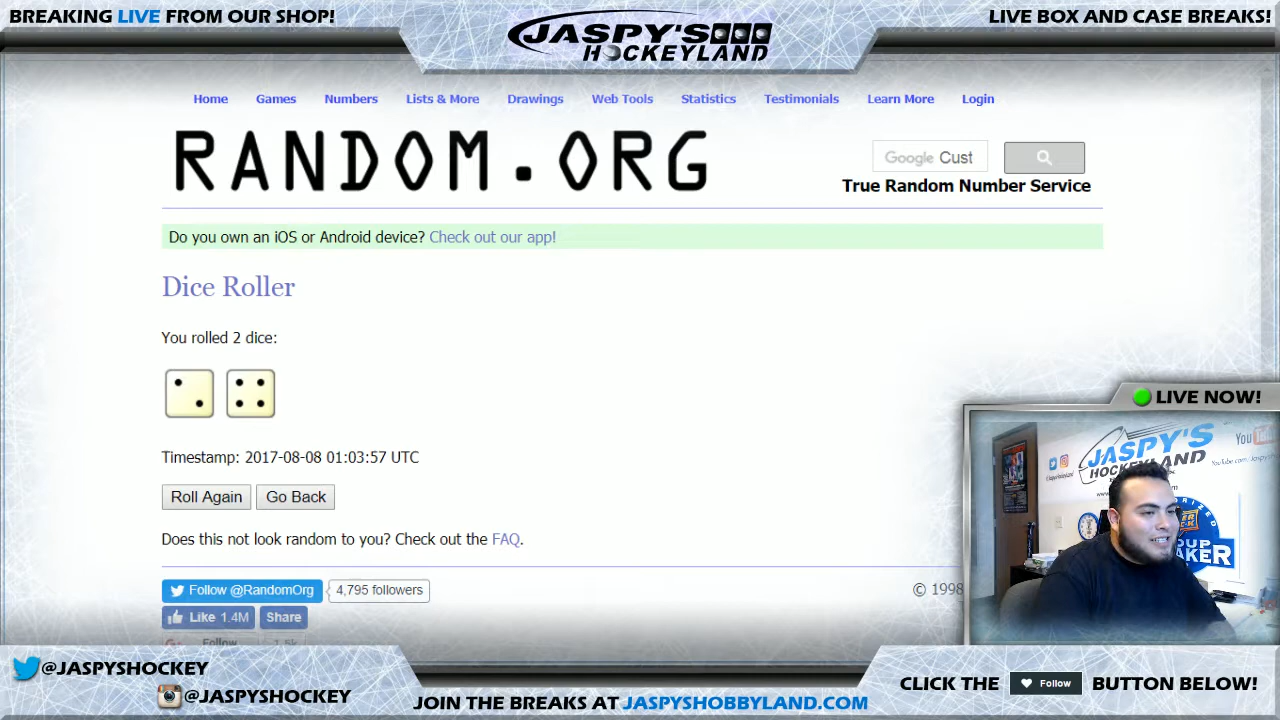 BREAKING LIVE FROM OUR SHOP!
JASPY'S
HOCKEYLAND
LIVE BOX AND CASE BREAKS!
Home Games Numbers Lists & More Drawings Web Tools Statistics Testimonials Learn More Login
RANDOM.ORG
Google Cust
True Random Number Service
Do you own an iOS or Android device? Check out our app!
Dice Roller
You rolled 2 dice:
Timestamp: 2017-08-08 01:03:57 UTC
Roll Again Go Back
Does this not look random to you? Check out the FAQ.
Follow @RandomOrg 4,795 followers
© 1998
Like 1.4M Share
Follow 1.5k
LIVE NOW!
JASPY'S
HOCKEYLAND
You
@JASPYSHOCKEY
@JASPYSHOCKEY
JOIN THE BREAKS AT JASPYSHOBBYLAND.COM
CLICK THE Follow BUTTON BELOW!